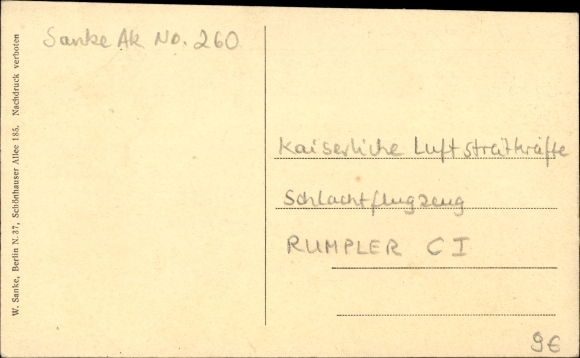 Sanke Ak No. 260
W. Sanke, Berlin N. 37, Schönhauser Allee 185. Nachdruck verboten
Kaiserliche Luftstreitkräfte
Schlachtflugzeug
RUMPLER C I
9€